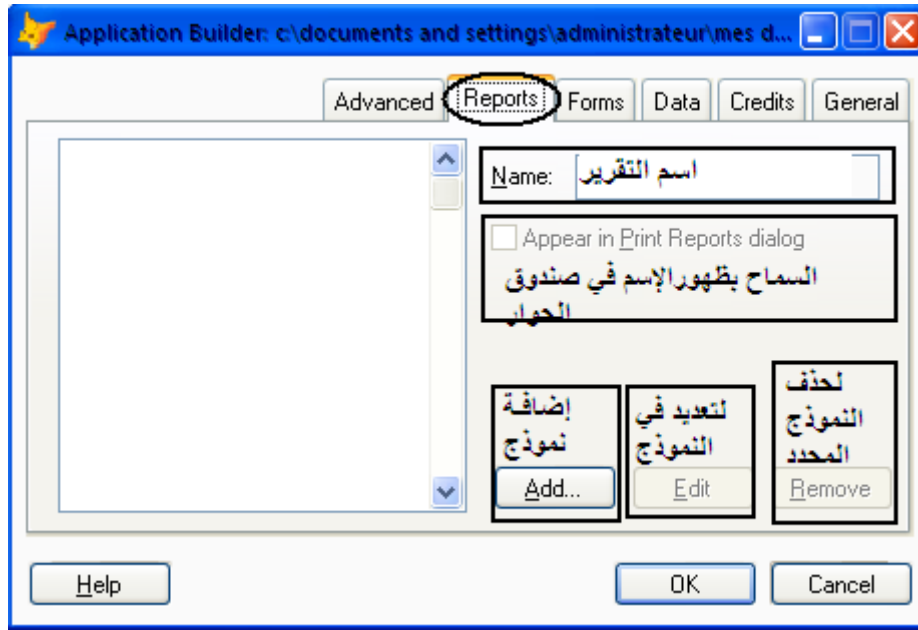 Application Builder: c:\documents and settings\administrateur\mes d...
Advanced Reports Forms Data Credits General
Name: اسم التقرير
Appear in Print Reports dialog
السماح بظهورالإسم في صندوق
الحوار
إضافة
نموذج
Add...
لتعديد في
النموذج
Edit
لحذف
النموذج
المحدد
Remove
Help OK Cancel